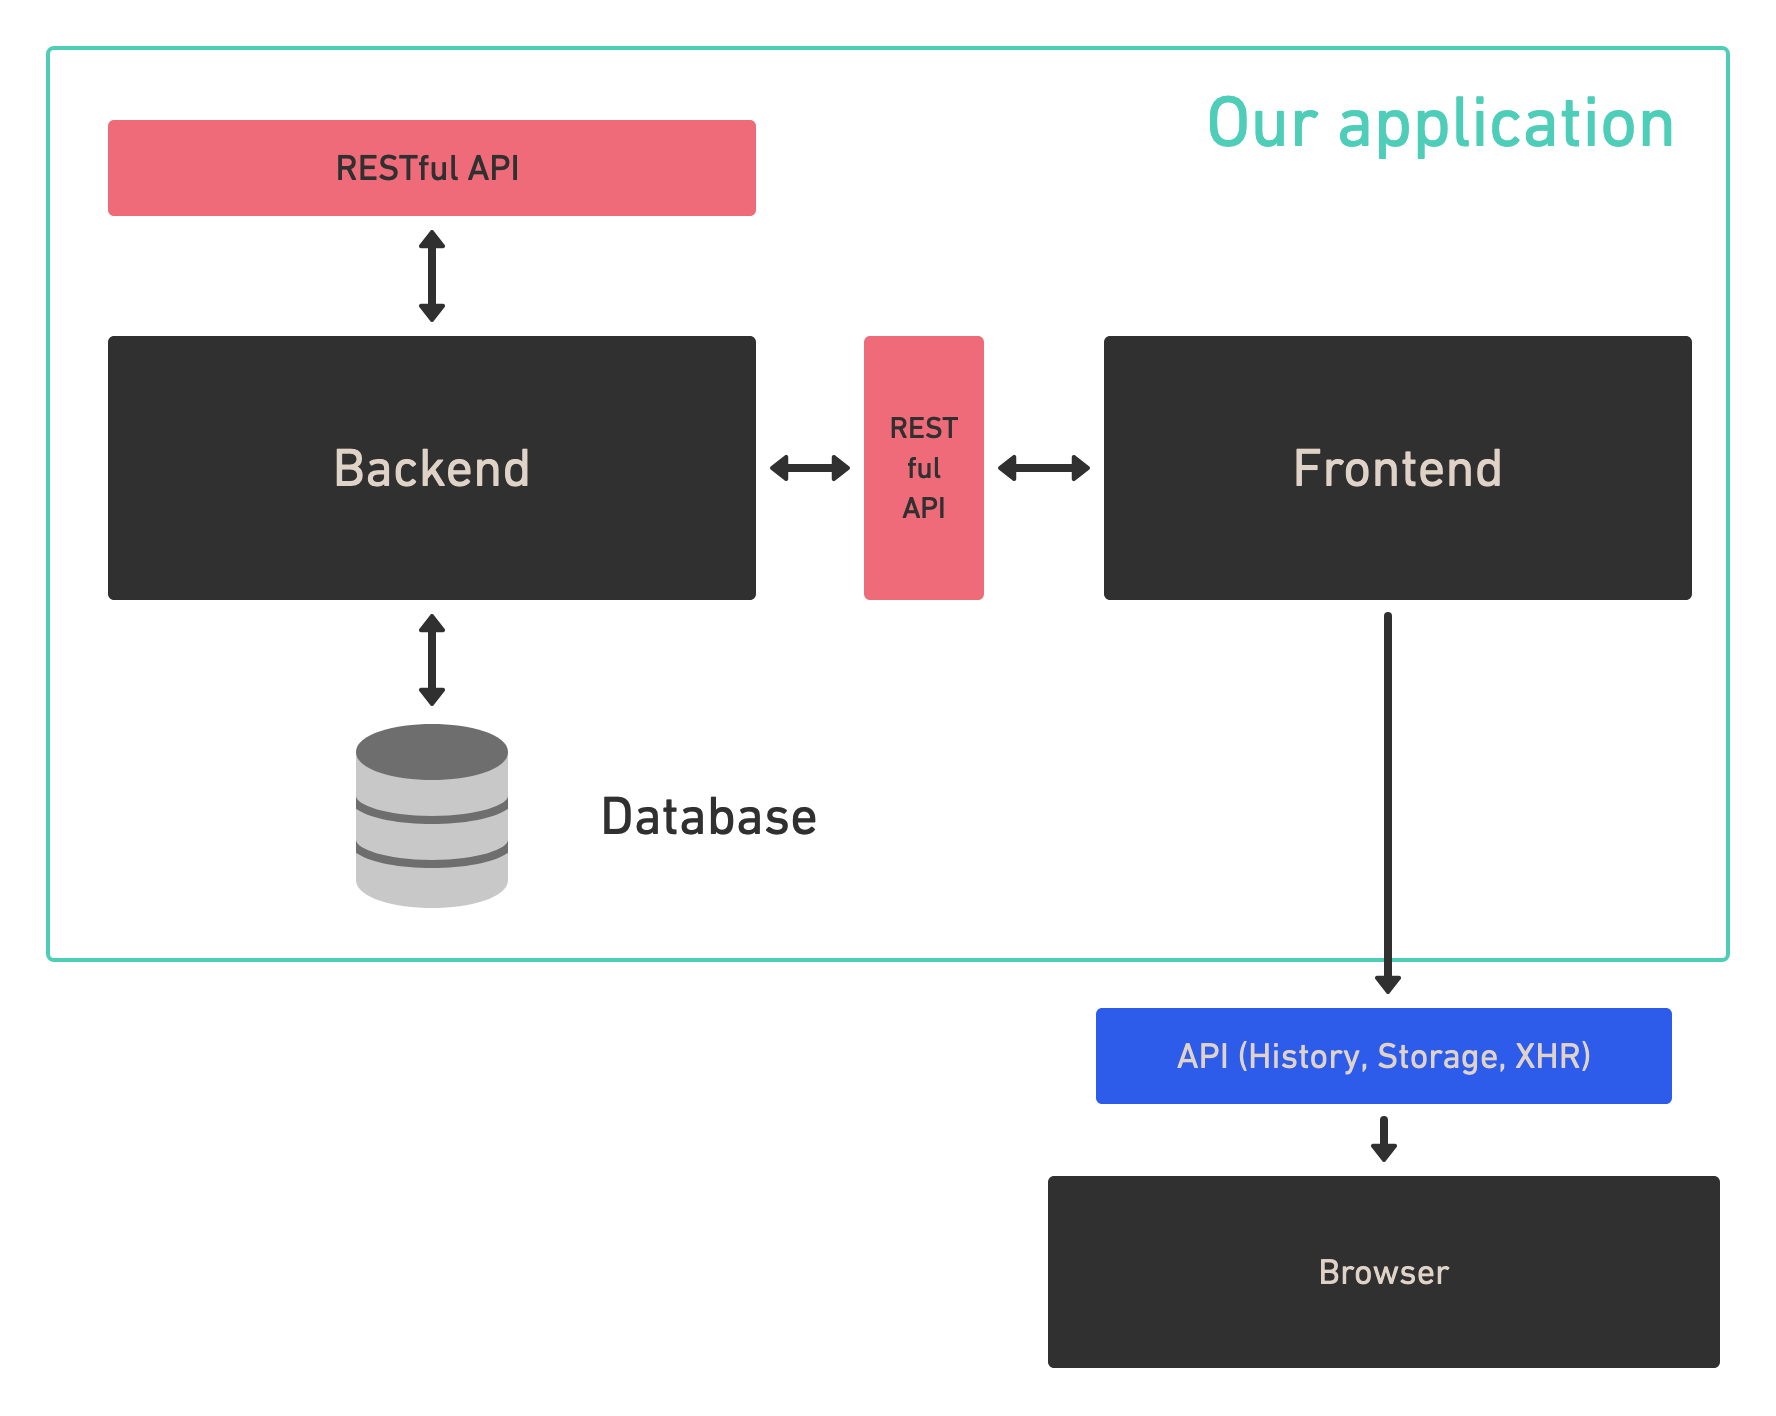 Our application
RESTful API
Backend
REST
ful
API
Frontend
Database
API (History, Storage, XHR)
Browser